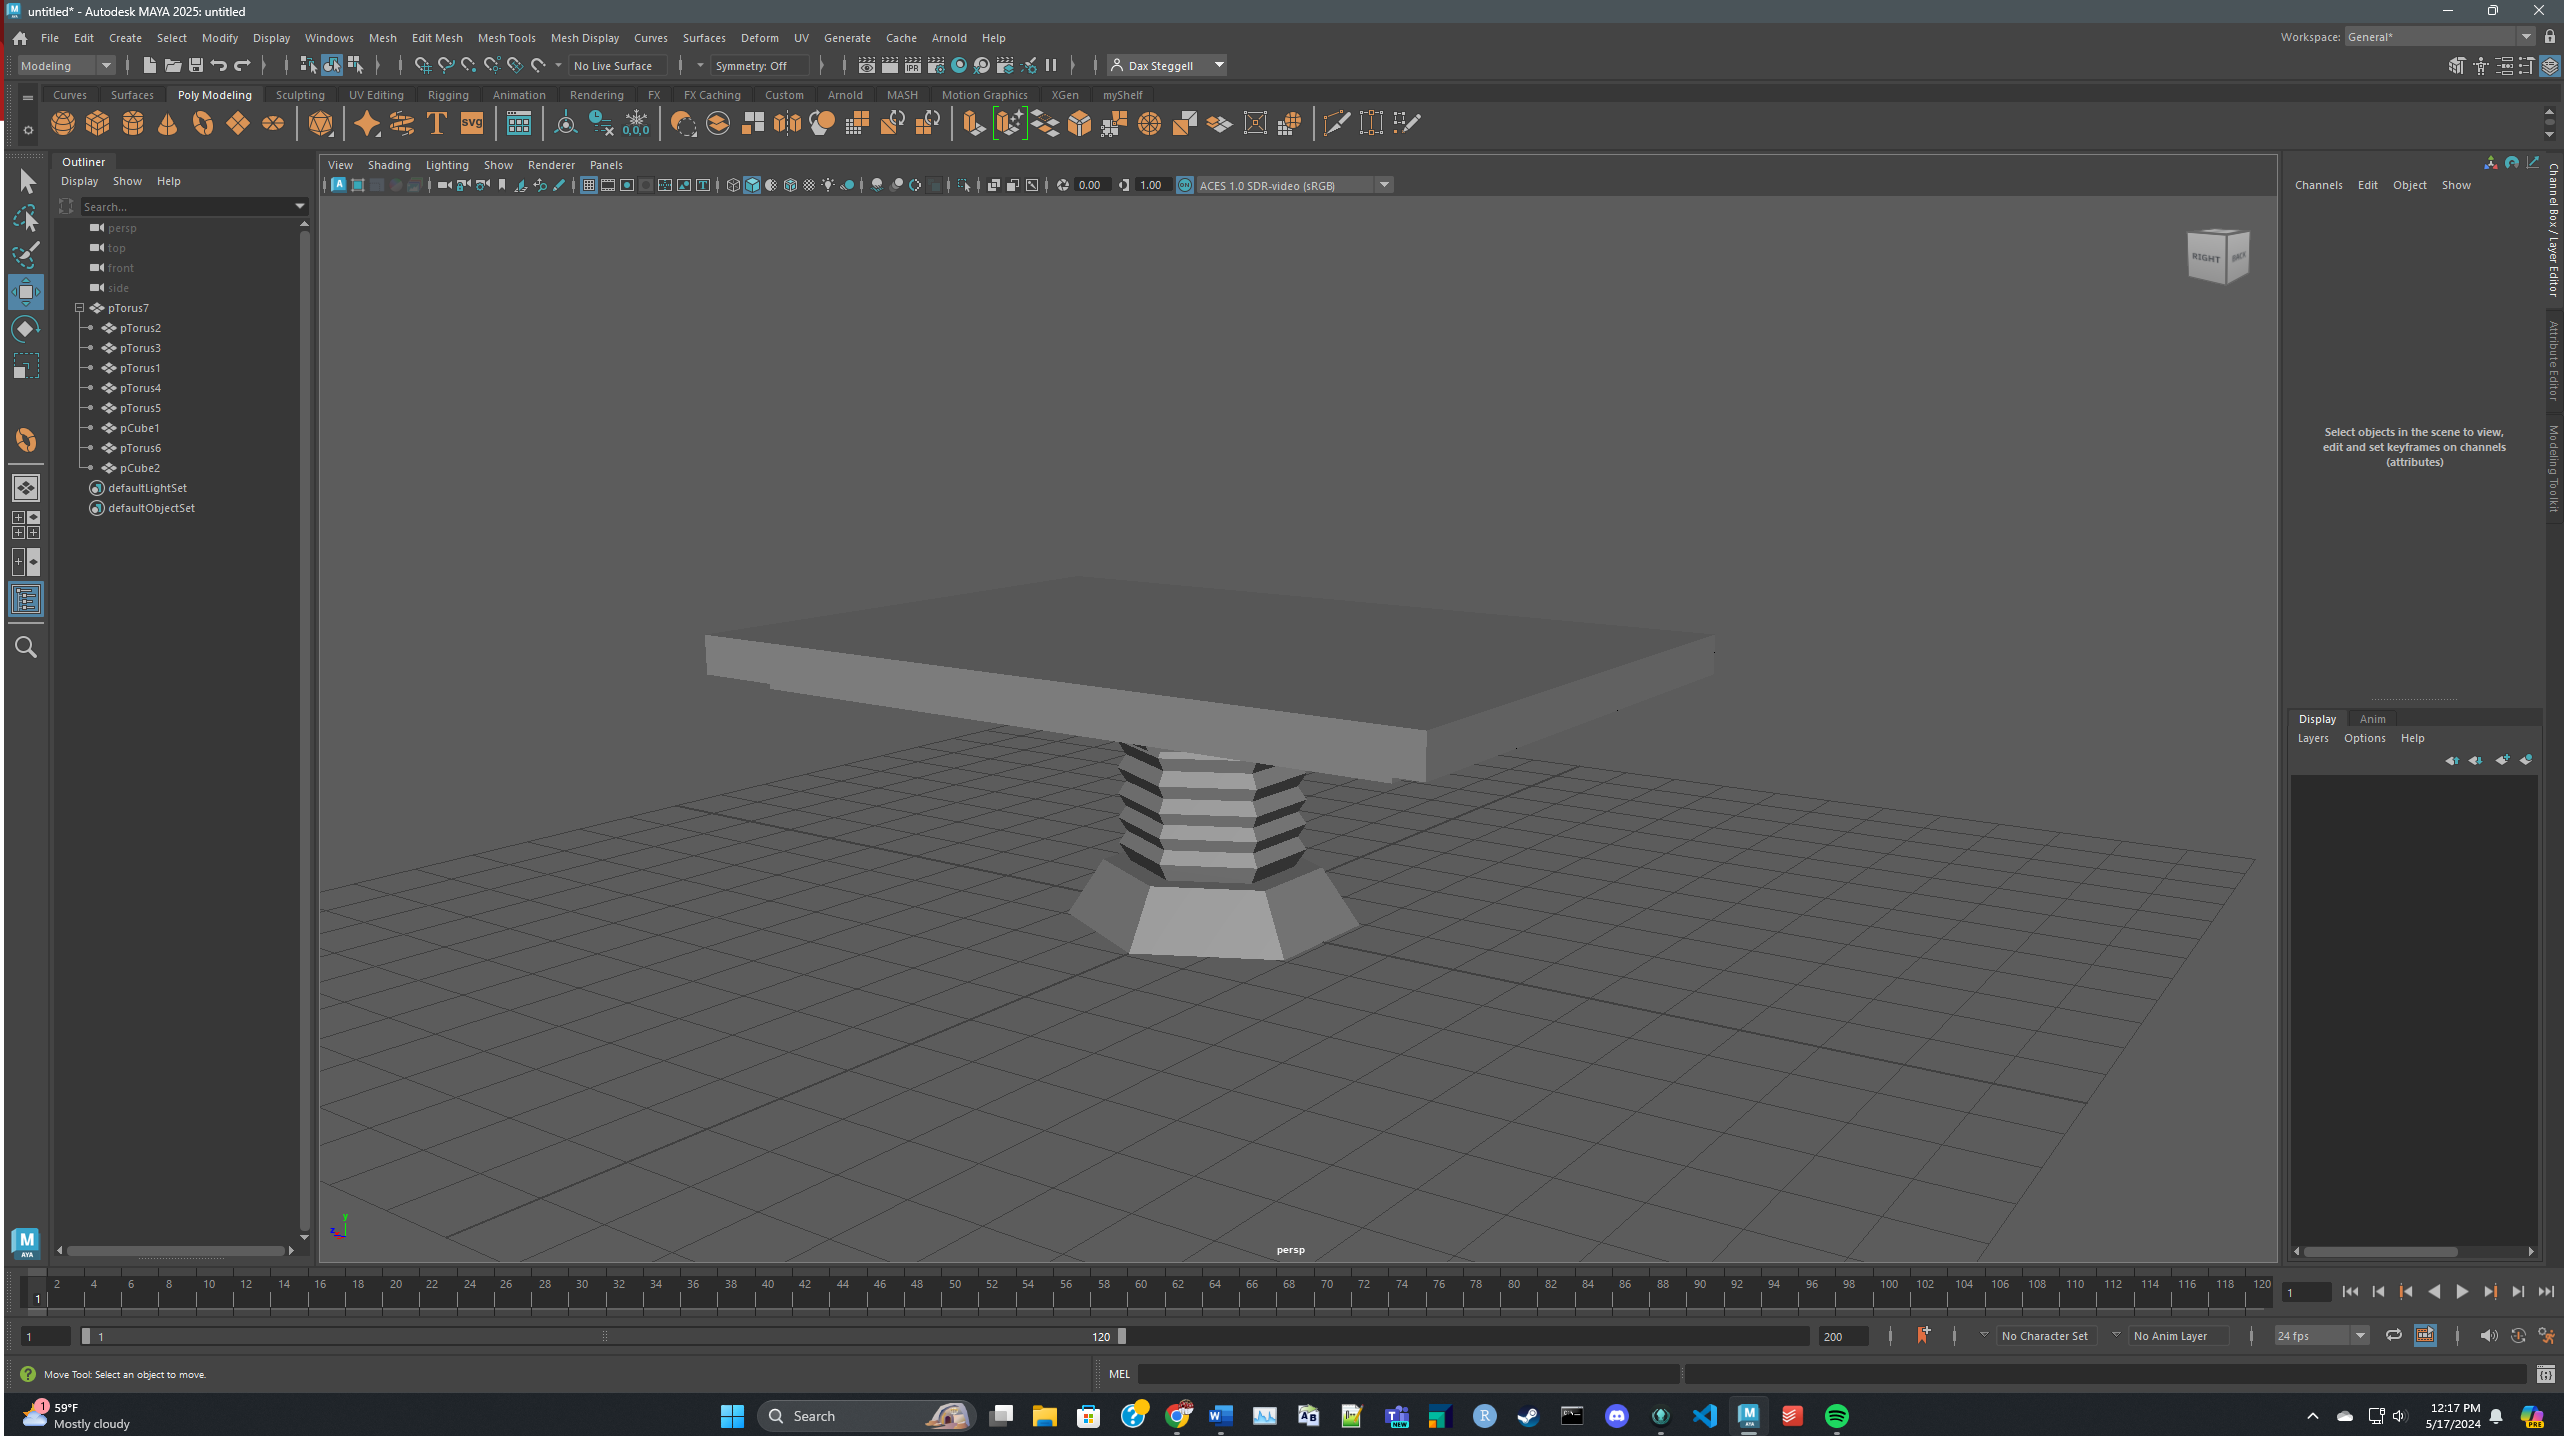 untitled* - Autodesk MAYA 2025: untitled
File Edit Create Select Modify Display Windows Mesh Edit Mesh Mesh Tools Mesh Display Curves Surfaces Deform UV Generate Cache Arnold Help
Workspace: General*
Modeling No Live Surface Symmetry: Off Dax Steggell
Curves Surfaces Poly Modeling Sculpting UV Editing Rigging Animation Rendering FX FX Caching Custom Arnold MASH Motion Graphics XGen myShelf
Outliner
Display Show Help
Search...
persp
top
front
side
pTorus7
pTorus2
pTorus3
pTorus1
pTorus4
pTorus5
pCube1
pTorus6
pCube2
defaultLightSet
defaultObjectSet
View Shading Lighting Show Renderer Panels
0.00 1.00 ACES 1.0 SDR-video (sRGB)
RIGHT BACK
persp
y
z
Channels Edit Object Show
Select objects in the scene to view,
edit and set keyframes on channels
(attributes)
Channel Box / Layer Editor
Attribute Editor
Modeling Toolkit
Display Anim
Layers Options Help
2 4 6 8 10 12 14 16 18 20 22 24 26 28 30 32 34 36 38 40 42 44 46 48 50 52 54 56 58 60 62 64 66 68 70 72 74 76 78 80 82 84 86 88 90 92 94 96 98 100 102 104 106 108 110 112 114 116 118 120
1 1
1 1 120 200 No Character Set No Anim Layer 24 fps
Move Tool: Select an object to move. MEL
59°F
Mostly cloudy
Search
12:17 PM
5/17/2024